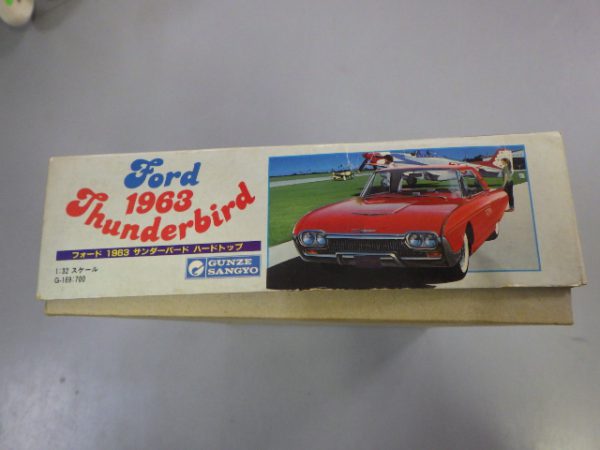 Ford
1963
Thunderbird
フォード 1963 サンダーバード ハードトップ
1:32 スケール
G-169:700
GUNZE
SANGYO